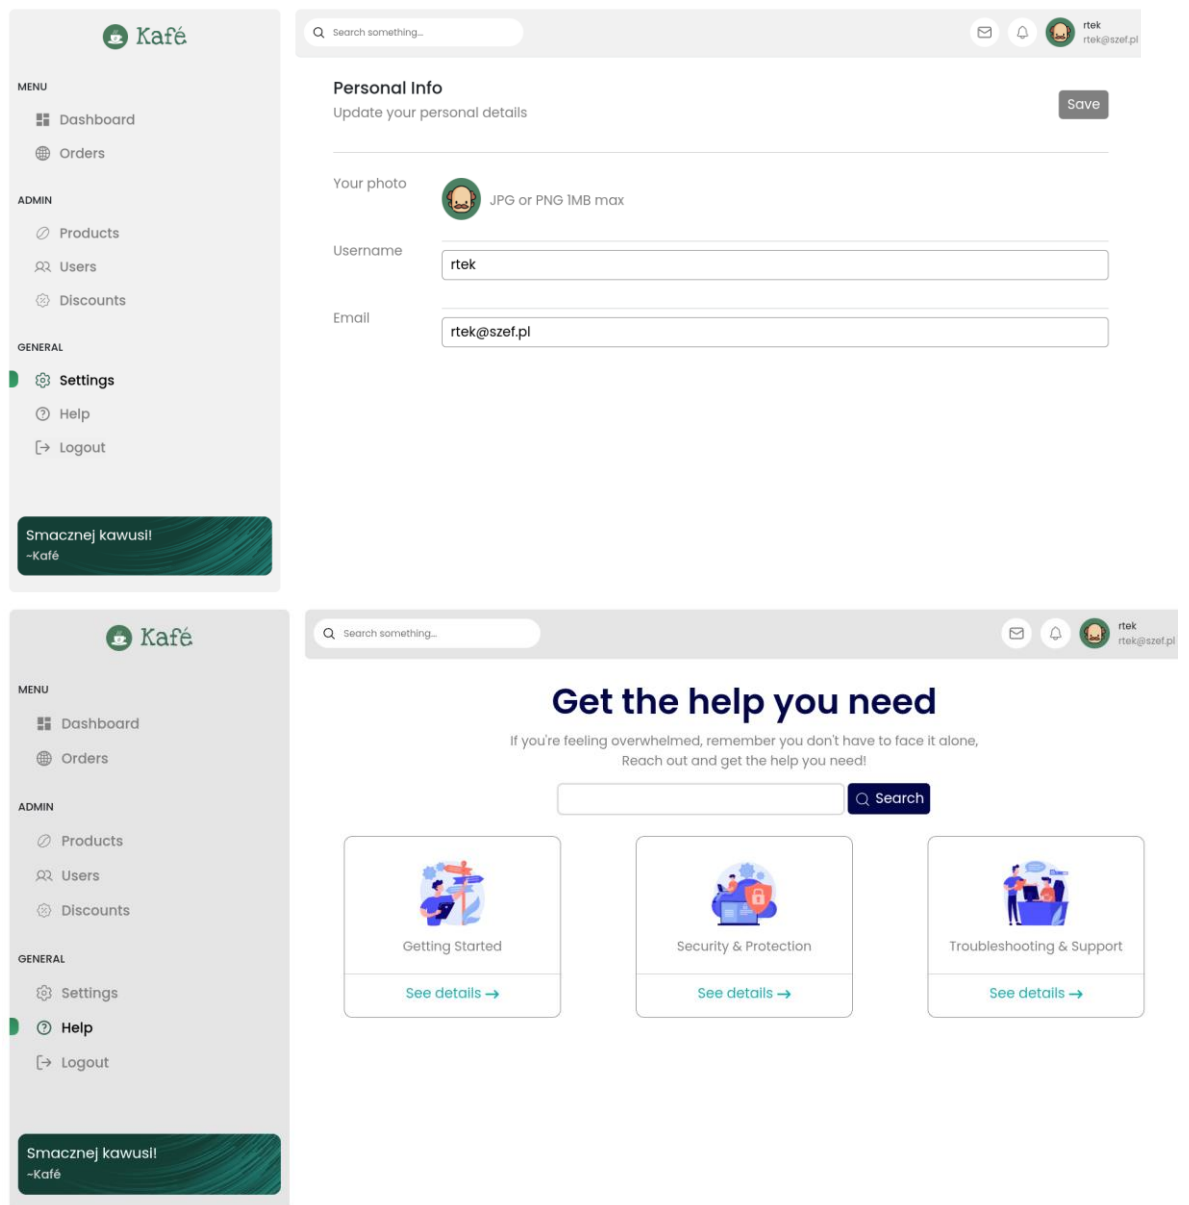 Kafé
Search something...
rtek
rtek@szef.pl
MENU
Dashboard
Orders
ADMIN
Products
Users
Discounts
GENERAL
Settings
Help
Logout
Smacznej kawusi!
~Kafé
Personal Info
Update your personal details
Save
Your photo
JPG or PNG 1MB max
Username
rtek
Email
rtek@szef.pl
Kafé
Search something...
rtek
rtek@szef.pl
MENU
Dashboard
Orders
ADMIN
Products
Users
Discounts
GENERAL
Settings
Help
Logout
Smacznej kawusi!
~Kafé
Get the help you need
If you're feeling overwhelmed, remember you don't have to face it alone,
Reach out and get the help you need!
Search
Getting Started
See details →
Security & Protection
See details →
Troubleshooting & Support
See details →